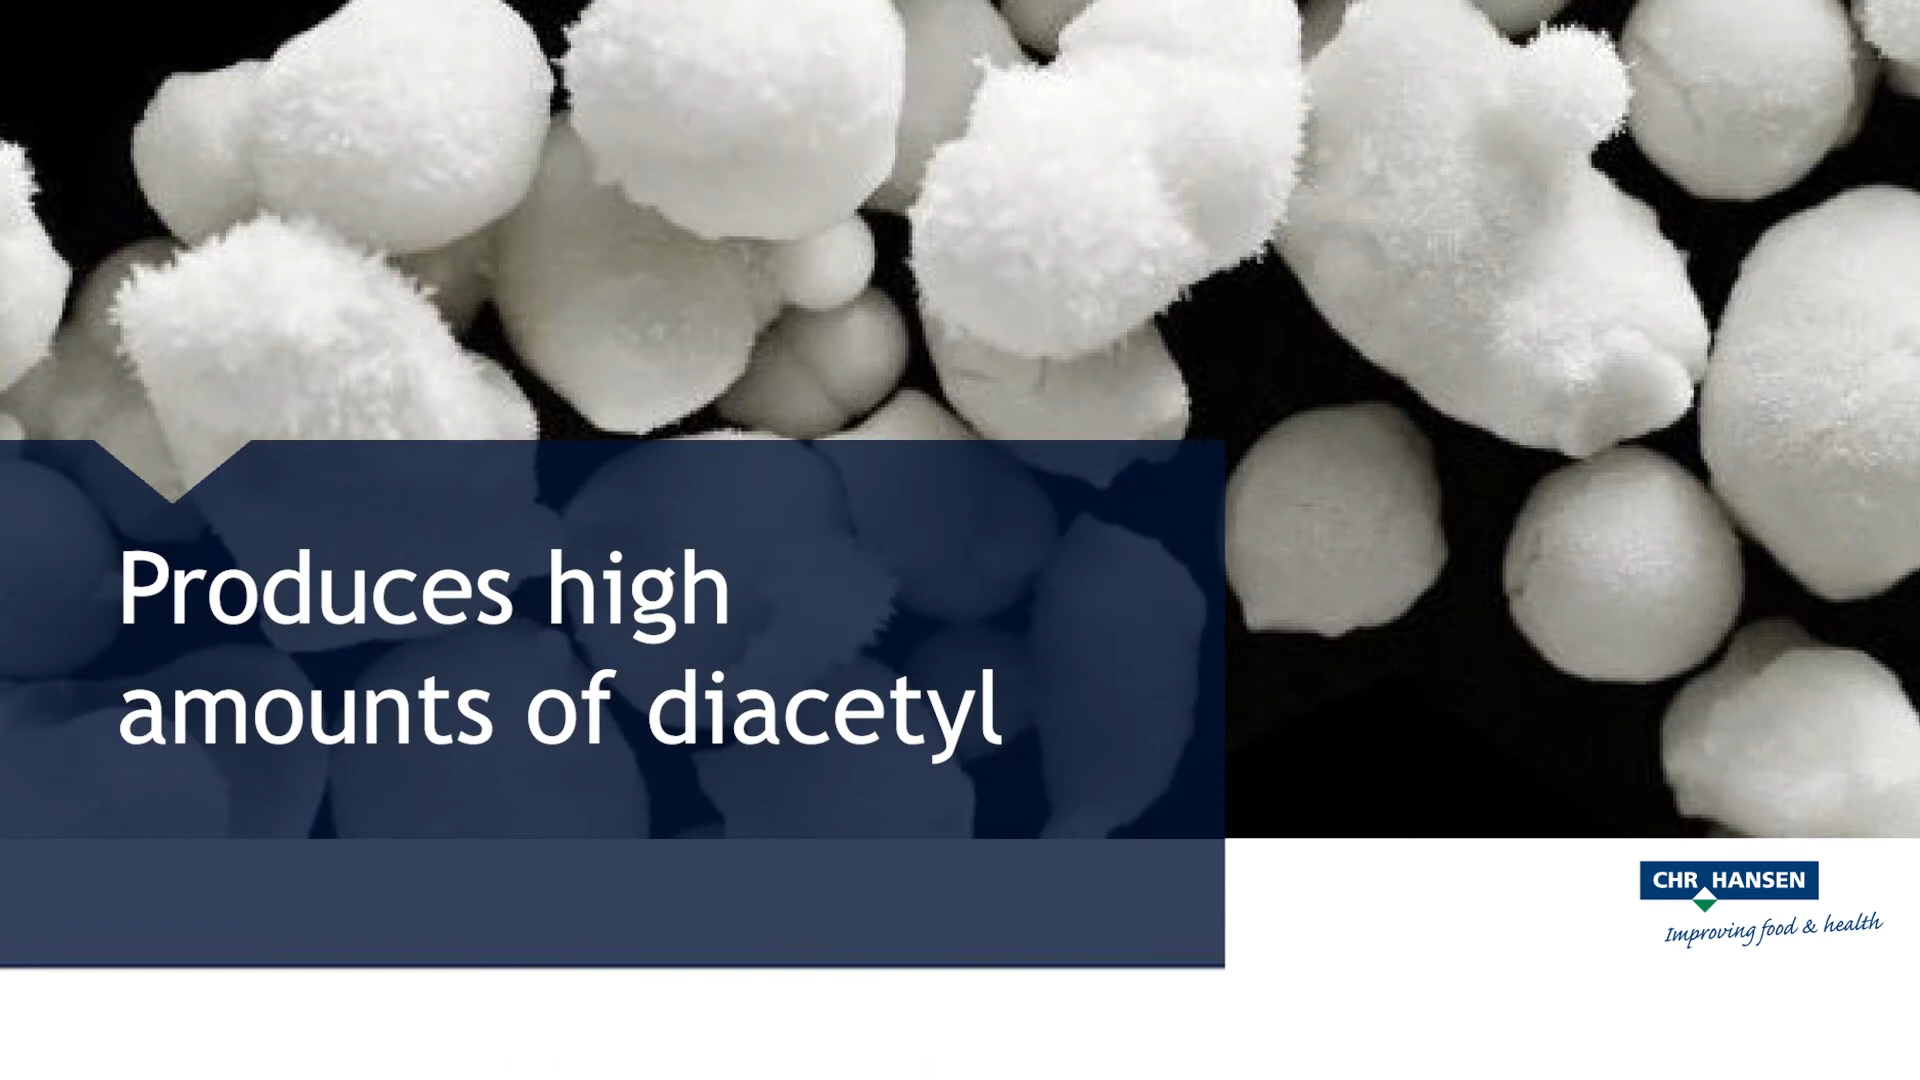 Produces high
amounts of diacetyl
CHR HANSEN
Improving food & health